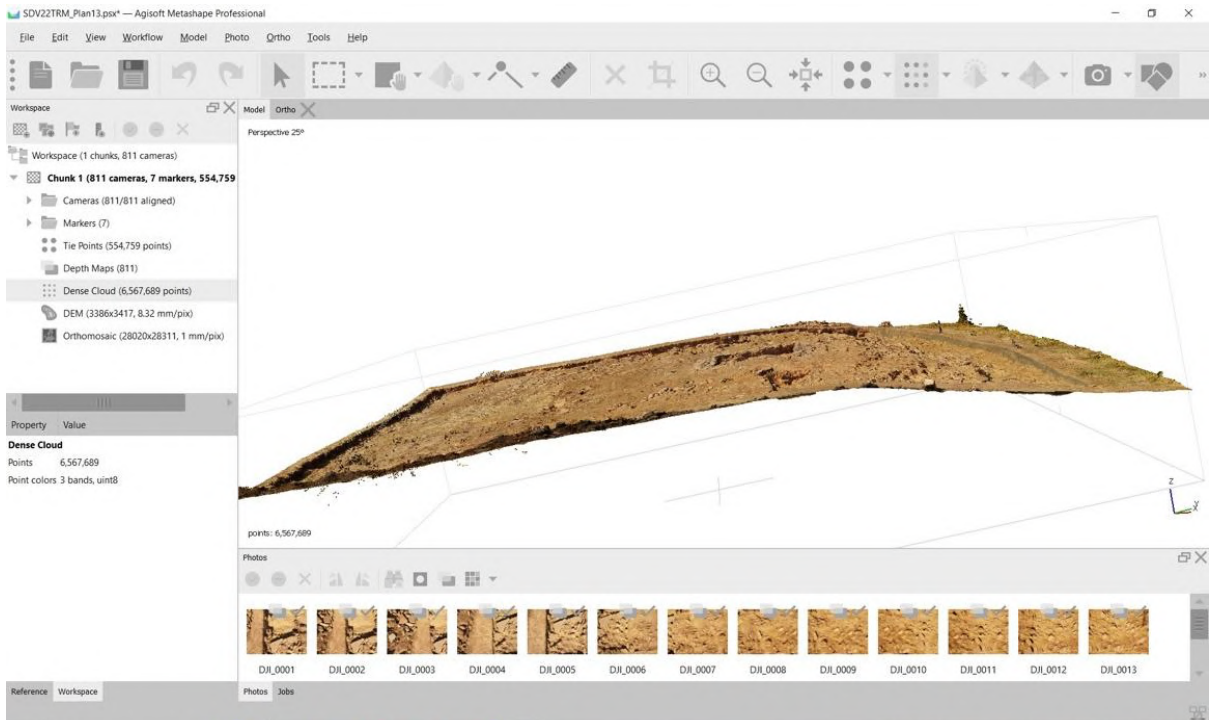 SDV22TRM_Plan13.psx* — Agisoft Metashape Professional
File Edit View Workflow Model Photo Ortho Tools Help
Workspace
Workspace (1 chunks, 811 cameras)
Chunk 1 (811 cameras, 7 markers, 554,759
Cameras (811/811 aligned)
Markers (7)
Tie Points (554,759 points)
Depth Maps (811)
Dense Cloud (6,567,689 points)
DEM (3386x3417, 8.32 mm/pix)
Orthomosaic (28020x28311, 1 mm/pix)
Property Value
Dense Cloud
Points 6,567,689
Point colors 3 bands, uint8
Reference Workspace
Model Ortho
Perspective 25°
Z
Y
points: 6,567,689
Photos
DJI_0001 DJI_0002 DJI_0003 DJI_0004 DJI_0005 DJI_0006 DJI_0007 DJI_0008 DJI_0009 DJI_0010 DJI_0011 DJI_0012 DJI_0013
Photos Jobs